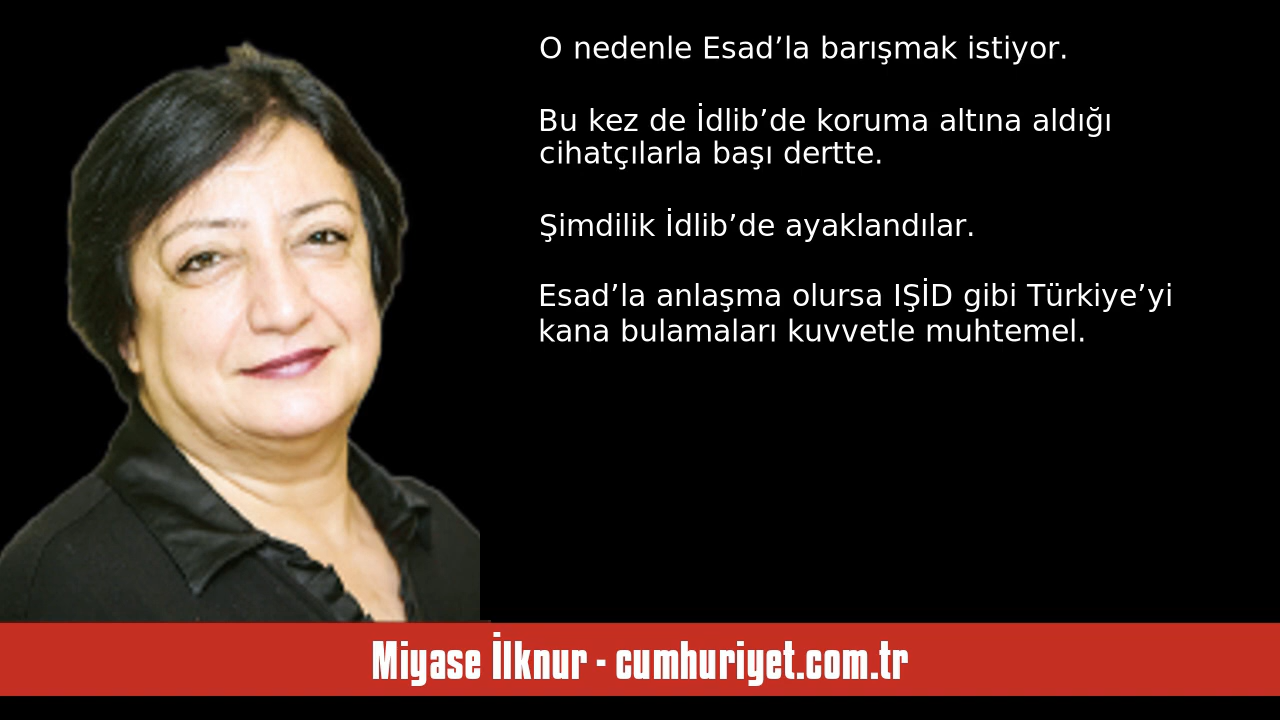 O nedenle Esad’la barışmak istiyor.
Bu kez de İdlib’de koruma altına aldığı
cihatçılarla başı dertte.
Şimdilik İdlib’de ayaklandılar.
Esad’la anlaşma olursa IŞİD gibi Türkiye’yi
kana bulamaları kuvvetle muhtemel.
Miyase İlknur - cumhuriyet.com.tr